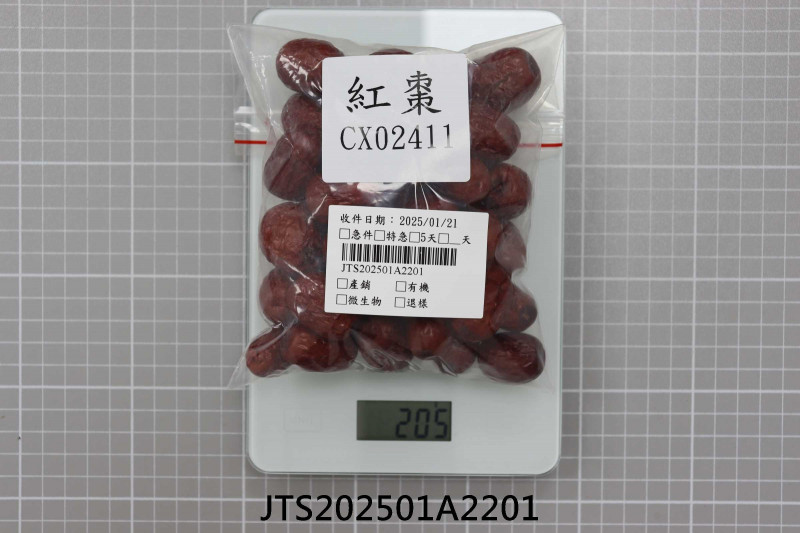 紅棗
CX02411
收件日期：2025/01/21
□急件□特急□5天□__天
JTS202501A2201
□產銷 □有機
□微生物 □退樣
205
JTS202501A2201